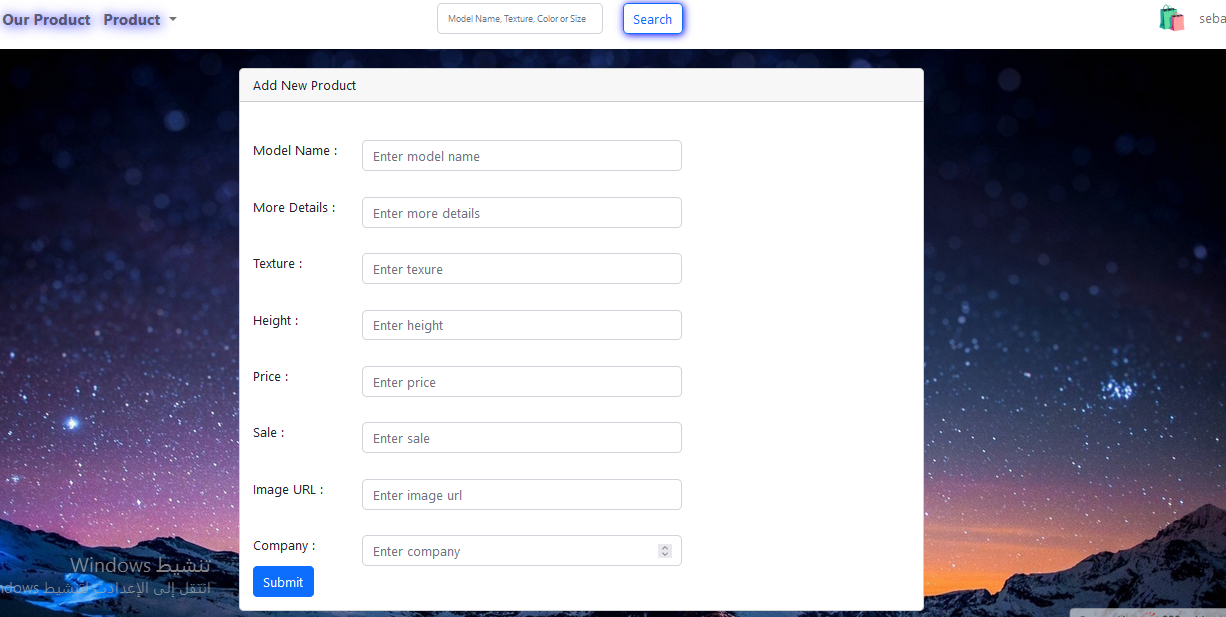 Our Product Product Model Name, Texture, Color or Size Search seba
Add New Product
Model Name : Enter model name
More Details : Enter more details
Texture : Enter texure
Height : Enter height
Price : Enter price
Sale : Enter sale
Image URL : Enter image url
Company : Enter company
تنشيط Windows
Submit
انتقل إلى الإعدادات لتنشيط